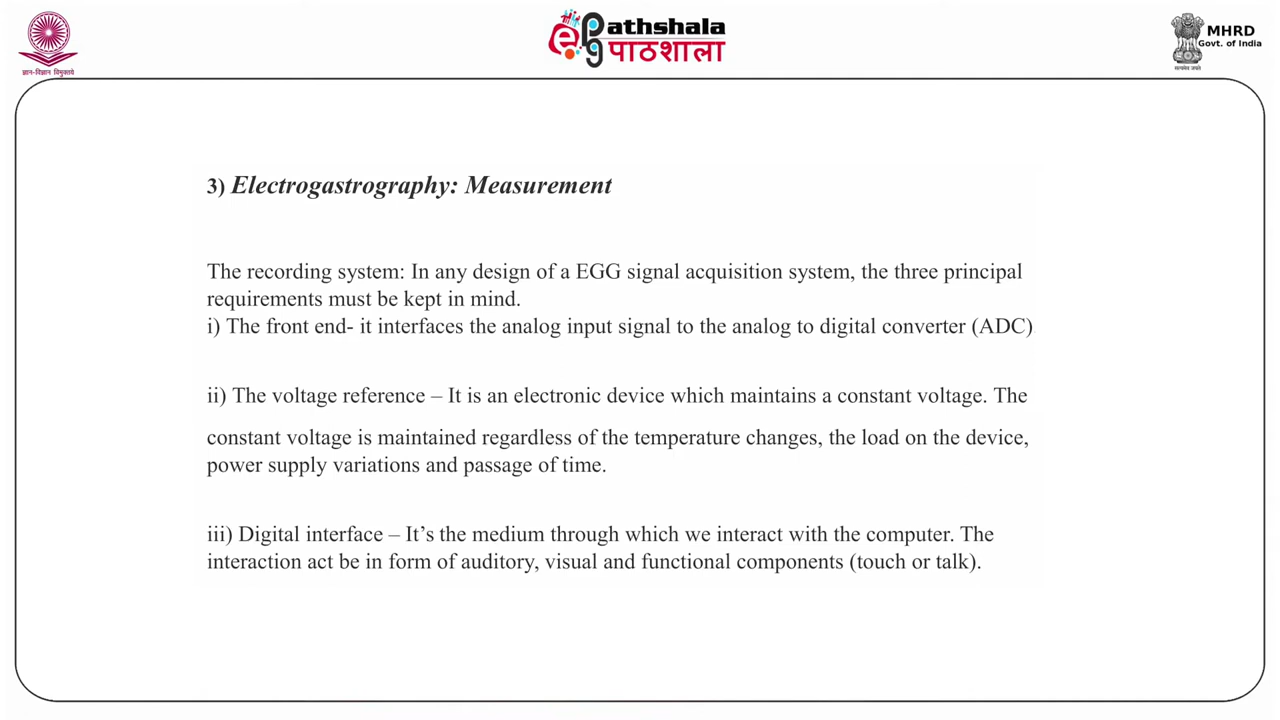 ज्ञान-विज्ञान विमुक्तये
Pathshala
पाठशाला
MHRD
Govt. of India
सत्यमेव जयते
3) Electrogastrography: Measurement
The recording system: In any design of a EGG signal acquisition system, the three principal
requirements must be kept in mind.
i) The front end- it interfaces the analog input signal to the analog to digital converter (ADC)
ii) The voltage reference – It is an electronic device which maintains a constant voltage. The
constant voltage is maintained regardless of the temperature changes, the load on the device,
power supply variations and passage of time.
iii) Digital interface – It’s the medium through which we interact with the computer. The
interaction act be in form of auditory, visual and functional components (touch or talk).